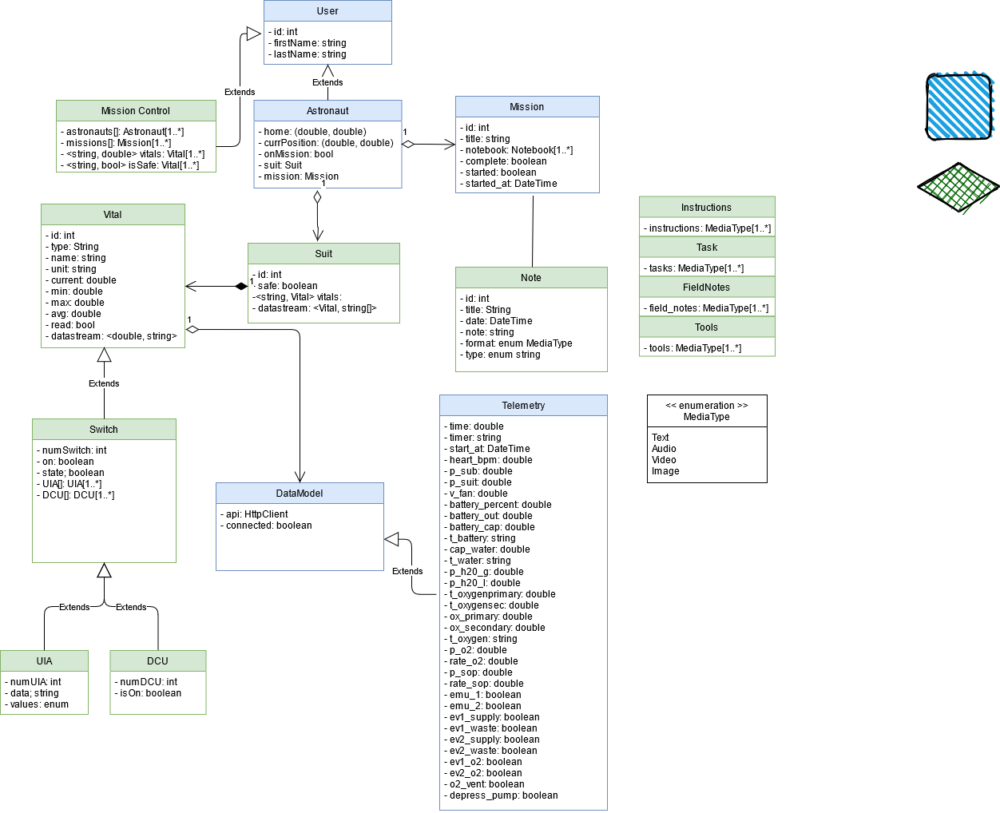 User
- id: int
- firstName: string
- lastName: string
Extends
Extends
Mission Control
- astronauts[]: Astronaut[1..*]
- missions[]: Mission[1..*]
- <string, double> vitals: Vital[1..*]
- <string, bool> isSafe: Vital[1..*]
Astronaut
- home: (double, double)
- currPosition: (double, double)
- onMission: bool
- suit: Suit
- mission: Mission
1
1
Mission
- id: int
- title: string
- notebook: Notebook[1..*]
- complete: boolean
- started: boolean
- started_at: DateTime
Vital
- id: int
- type: String
- name: string
- unit: string
- current: double
- min: double
- max: double
- avg: double
- read: bool
- datastream: <double, string>
Suit
- id: int
- safe: boolean
-<string, Vital> vitals:
- datastream: <Vital, string[]>
1
1
Note
- id: int
- title: String
- date: DateTime
- note: string
- format: enum MediaType
- type: enum string
Instructions
- instructions: MediaType[1..*]
Task
- tasks: MediaType[1..*]
FieldNotes
- field_notes: MediaType[1..*]
Tools
- tools: MediaType[1..*]
<< enumeration >>
MediaType
Text
Audio
Video
Image
Extends
Switch
- numSwitch: int
- on: boolean
- state; boolean
- UIA[]: UIA[1..*]
- DCU[]: DCU[1..*]
DataModel
- api: HttpClient
- connected: boolean
Extends
Telemetry
- time: double
- timer: string
- start_at: DateTime
- heart_bpm: double
- p_sub: double
- p_suit: double
- v_fan: double
- battery_percent: double
- battery_out: double
- battery_cap: double
- t_battery: string
- cap_water: double
- t_water: string
- p_h20_g: double
- p_h20_l: double
- t_oxygenprimary: double
- t_oxygensec: double
- ox_primary: double
- ox_secondary: double
- t_oxygen: string
- p_o2: double
- rate_o2: double
- p_sop: double
- rate_sop: double
- emu_1: boolean
- emu_2: boolean
- ev1_supply: boolean
- ev1_waste: boolean
- ev2_supply: boolean
- ev2_waste: boolean
- ev1_o2: boolean
- ev2_o2: boolean
- o2_vent: boolean
- depress_pump: boolean
Extends
Extends
UIA
- numUIA: int
- data; string
- values: enum
DCU
- numDCU: int
- isOn: boolean